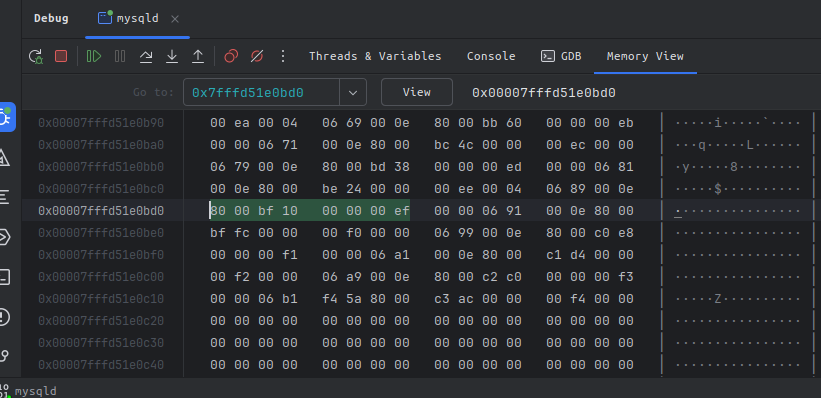 Debug mysqld
Threads & Variables Console GDB Memory View
Go to: 0x7fffd51e0bd0 View 0x00007fffd51e0bd0
0x00007fffd51e0b90 00 ea 00 04 06 69 00 0e 80 00 bb 60 00 00 00 eb ·····i·····`····
0x00007fffd51e0ba0 00 00 06 71 00 0e 80 00 bc 4c 00 00 00 ec 00 00 ···q·····L······
0x00007fffd51e0bb0 06 79 00 0e 80 00 bd 38 00 00 00 ed 00 00 06 81 ·y·····8········
0x00007fffd51e0bc0 00 0e 80 00 be 24 00 00 00 ee 00 04 06 89 00 0e ·····$··········
0x00007fffd51e0bd0 80 00 bf 10 00 00 00 ef 00 00 06 91 00 0e 80 00 ················
0x00007fffd51e0be0 bf fc 00 00 00 f0 00 00 06 99 00 0e 80 00 c0 e8 ················
0x00007fffd51e0bf0 00 00 00 f1 00 00 06 a1 00 0e 80 00 c1 d4 00 00 ················
0x00007fffd51e0c00 00 f2 00 00 06 a9 00 0e 80 00 c2 c0 00 00 00 f3 ················
0x00007fffd51e0c10 00 00 06 b1 f4 5a 80 00 c3 ac 00 00 00 f4 00 00 ·····Z··········
0x00007fffd51e0c20 00 00 00 00 00 00 00 00 00 00 00 00 00 00 00 00 ················
0x00007fffd51e0c30 00 00 00 00 00 00 00 00 00 00 00 00 00 00 00 00 ················
0x00007fffd51e0c40 00 00 00 00 00 00 00 00 00 00 00 00 00 00 00 00 ················
mysqld